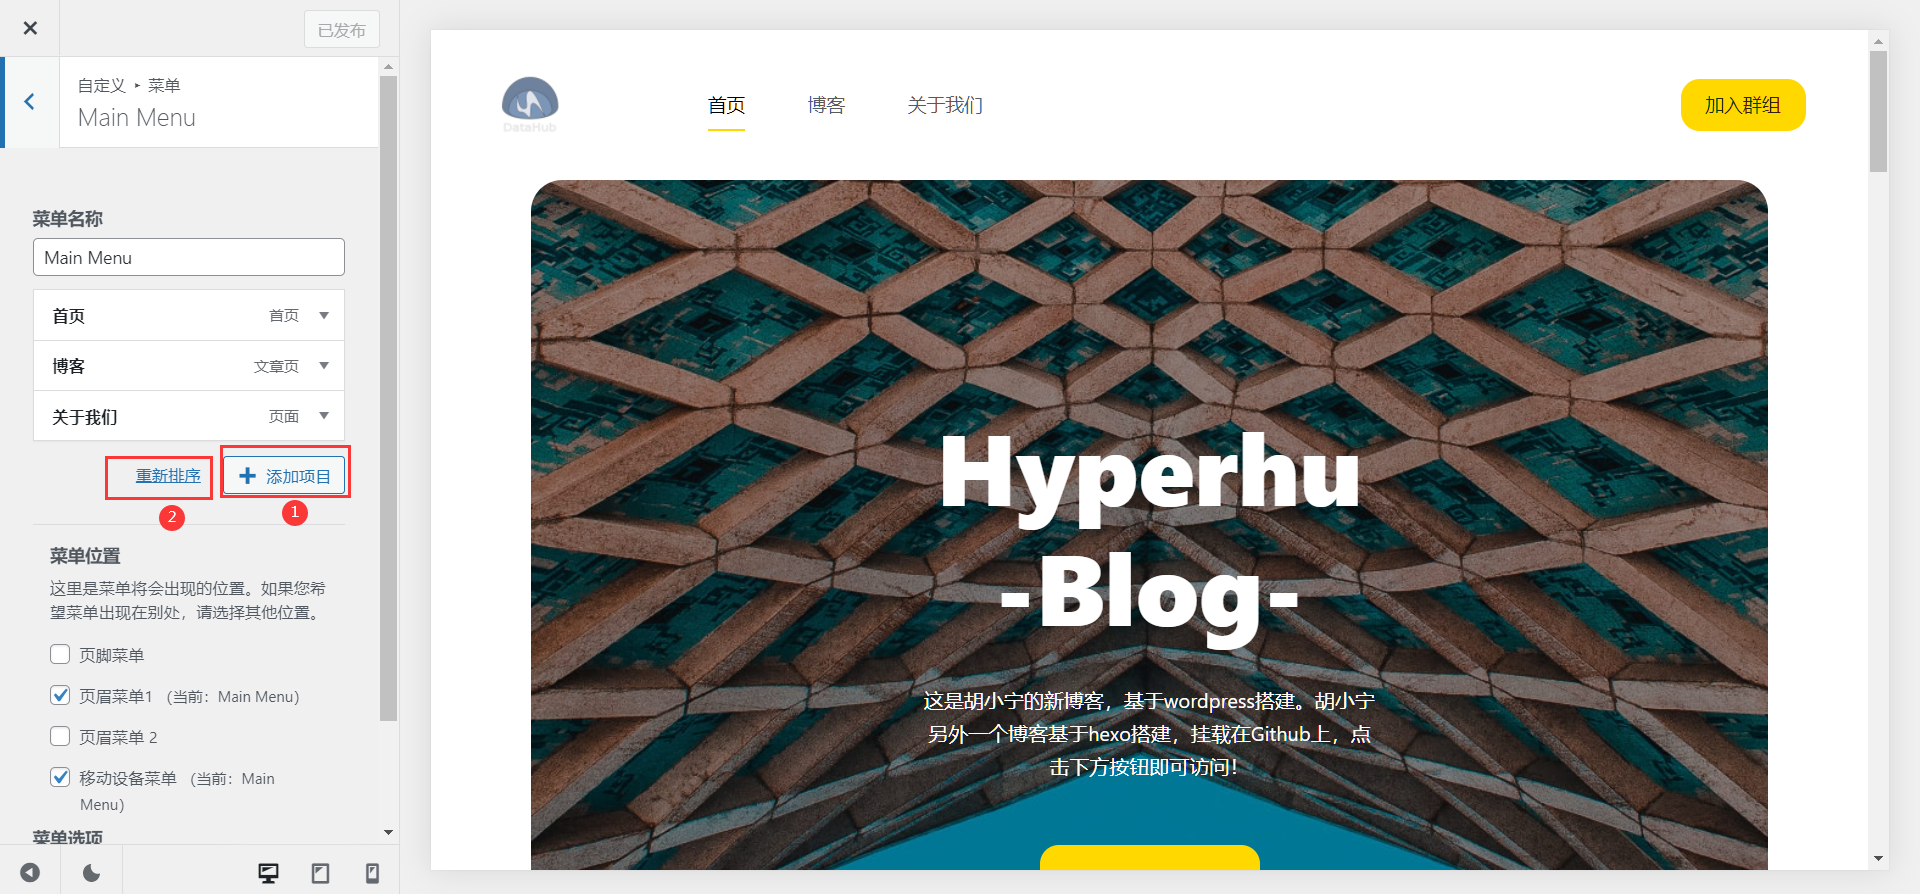 已发布
自定义 ▸ 菜单
Main Menu
菜单名称
Main Menu
首页 首页
博客 文章页
关于我们 页面
重新排序 添加项目
2 1
菜单位置
这里是菜单将会出现的位置。如果您希
望菜单出现在别处，请选择其他位置。
页脚菜单
页眉菜单1 （当前：Main Menu）
页眉菜单 2
移动设备菜单 （当前：Main
Menu）
菜单选项
DataHub
首页 博客 关于我们 加入群组
Hyperhu
-Blog-
这是胡小宁的新博客，基于wordpress搭建。胡小宁
另外一个博客基于hexo搭建，挂载在Github上，点
击下方按钮即可访问！